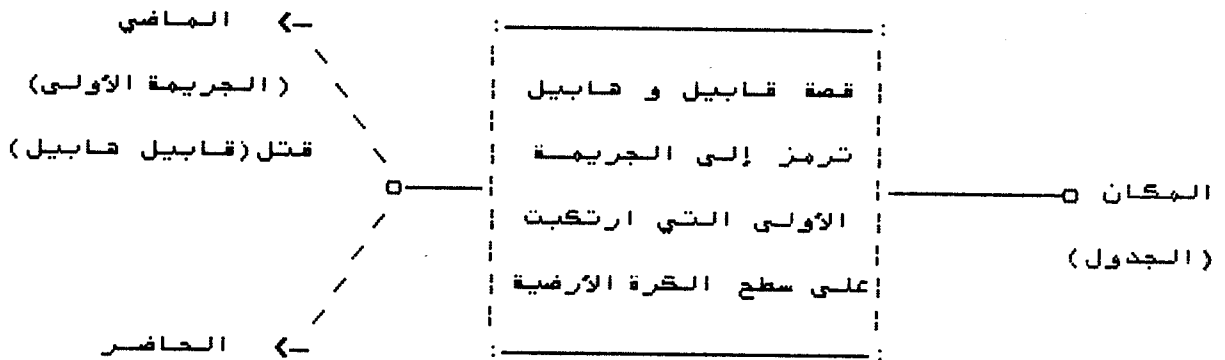 المكان
(الجدول)
قصة قابيل و هابيل
ترمز إلى الجريمة
الأولى التي ارتكبت
على سطح الكرة الأرضية
الماضي
(الجريمة الأولى)
قتل(قابيل هابيل)
الحاضر